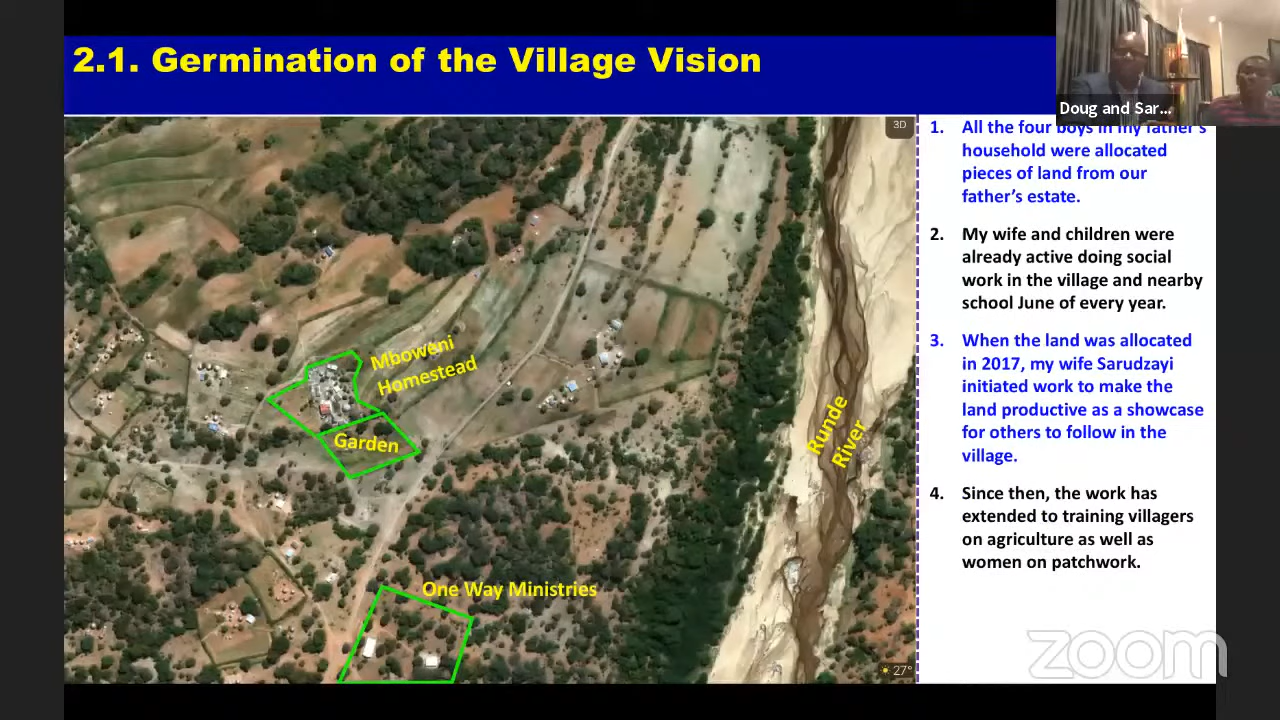 2.1. Germination of the Village Vision
Doug and Sar...
3D
Mboweni
Homestead
Garden
Runde
River
One Way Ministries
27°
1. All the four boys in my father's
household were allocated
pieces of land from our
father's estate.
2. My wife and children were
already active doing social
work in the village and nearby
school June of every year.
3. When the land was allocated
in 2017, my wife Sarudzayi
initiated work to make the
land productive as a showcase
for others to follow in the
village.
4. Since then, the work has
extended to training villagers
on agriculture as well as
women on patchwork.
zoom